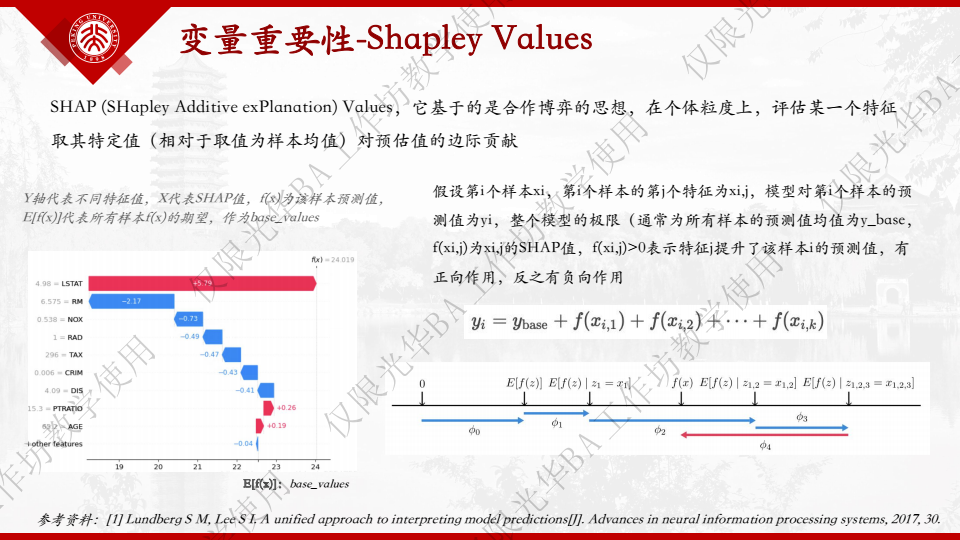 PEKING UNIVERSITY
1898
变量重要性-Shapley Values
SHAP (SHapley Additive exPlanation) Values，它基于的是合作博弈的思想，在个体粒度上，评估某一个特征
取其特定值（相对于取值为样本均值）对预估值的边际贡献
Y轴代表不同特征值，X代表SHAP值，f(x)为该样本预测值，
E[f(x)]代表所有样本f(x)的期望，作为base_values
假设第i个样本xi，第i个样本的第j个特征为xi,j，模型对第i个样本的预
测值为yi，整个模型的极限（通常为所有样本的预测值均值为y_base，
f(xi,j)为xi,j的SHAP值，f(xi,j)>0表示特征j提升了该样本i的预测值，有
正向作用，反之有负向作用
f(x) = 24.019
4.98 = LSTAT +5.79
6.575 = RM −2.17
0.538 = NOX −0.73
1 = RAD −0.49
296 = TAX −0.47
0.006 = CRIM −0.43
4.09 = DIS −0.41
15.3 = PTRATIO +0.26
= AGE +0.19
+other features −0.04
19 20 21 22 23 24
E[f(x)]： base_values
y_i = y_base + f(x_{i,1}) + f(x_{i,2}) + ··· + f(x_{i,k})
0 E[f(z)] E[f(z) | z_1 = x_1] f(x) E[f(z) | z_{1,2} = x_{1,2}] E[f(z) | z_{1,2,3} = x_{1,2,3}]
ϕ_0 ϕ_1 ϕ_2 ϕ_3
ϕ_4
参考资料：[1] Lundberg S M, Lee S I. A unified approach to interpreting model predictions[J]. Advances in neural information processing systems, 2017, 30.
仅限光华BA工作坊教学使用